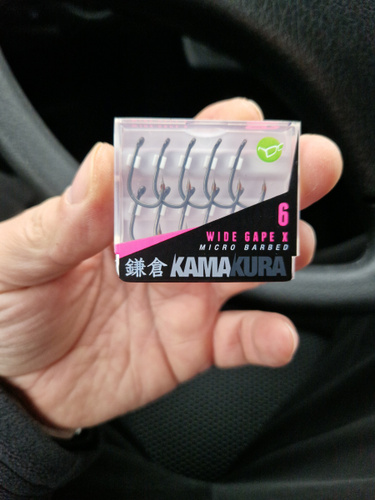 6
WIDE GAPE X
MICRO BARBED
鎌倉 KAMAKURA